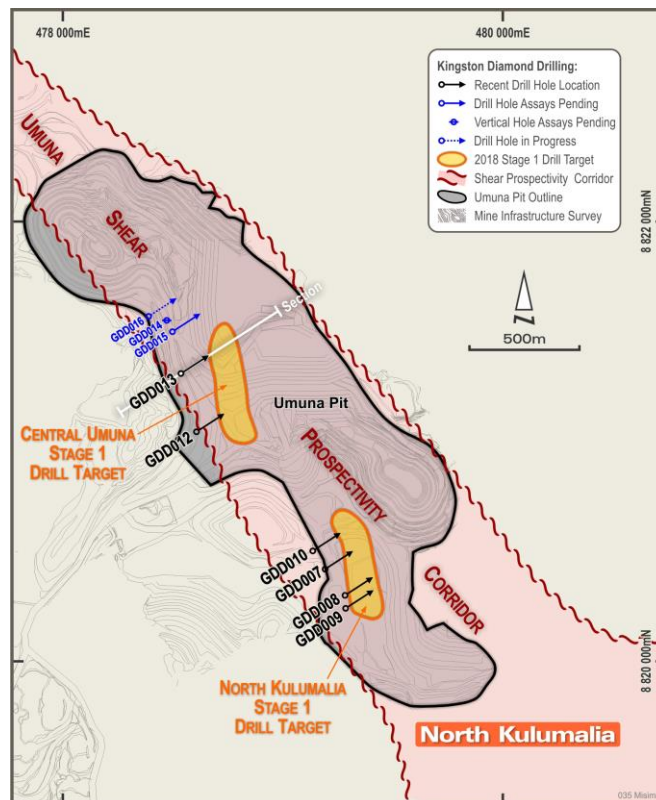 478 000mE
480 000mE
Kingston Diamond Drilling:
Recent Drill Hole Location
Drill Hole Assays Pending
Vertical Hole Assays Pending
Drill Hole in Progress
2018 Stage 1 Drill Target
Shear Prospectivity Corridor
Umuna Pit Outline
Mine Infrastructure Survey
8 822 000mN
N
500m
UMUNA
SHEAR
Section
GDD016
GDD014
GDD015
GDD013
Umuna Pit
CENTRAL UMUNA
STAGE 1
DRILL TARGET
GDD012
PROSPECTIVITY
GDD010
GDD007
GDD008
GDD009
CORRIDOR
8 820 000mN
NORTH KULUMALIA
STAGE 1
DRILL TARGET
North Kulumalia
035 Misima